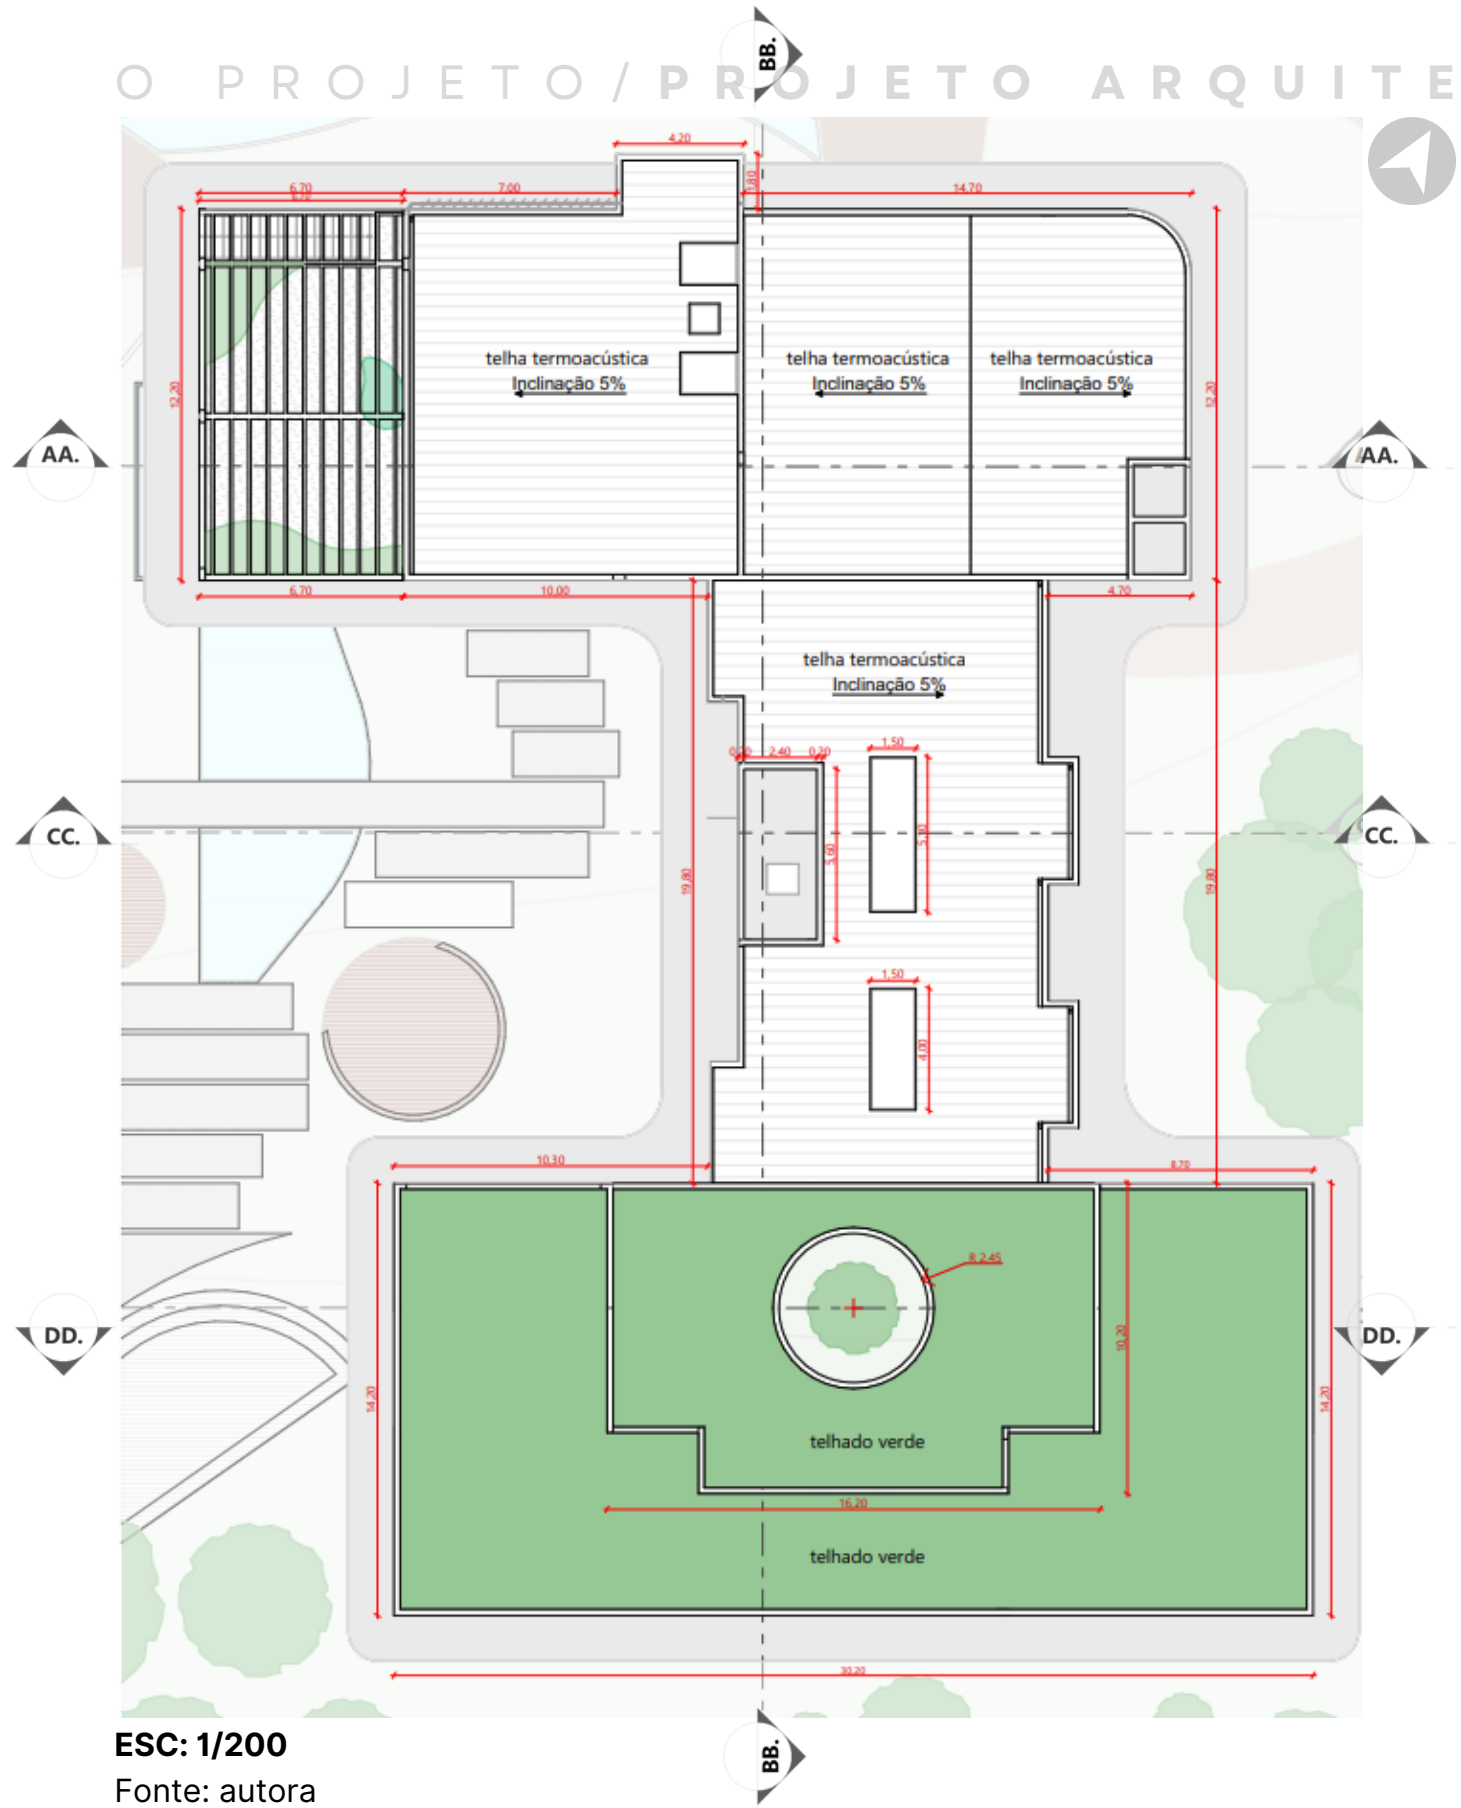 BB.
O PROJETO/PROJETO ARQUITE
4,20
1,80
6,70
7,00
14,70
12,20
telha termoacústica
Inclinação 5%
telha termoacústica
Inclinação 5%
telha termoacústica
Inclinação 5%
12,20
AA.
AA.
6,70
10,00
4,70
telha termoacústica
Inclinação 5%
2,40
0,20
1,50
5,60
CC.
CC.
19,80
19,80
1,50
4,00
10,30
8,70
R 2,45
DD.
DD.
10,20
14,20
14,20
telhado verde
16,20
telhado verde
30,20
ESC: 1/200
BB.
Fonte: autora